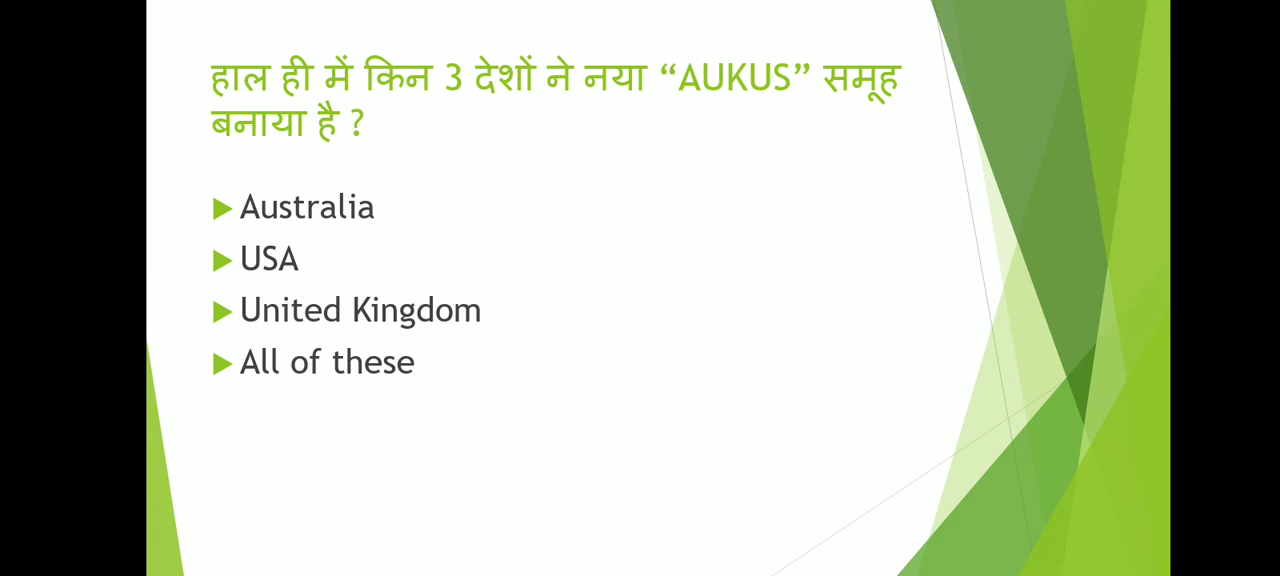 हाल ही में किन 3 देशों ने नया “AUKUS” समूह
बनाया है ?
Australia
USA
United Kingdom
All of these